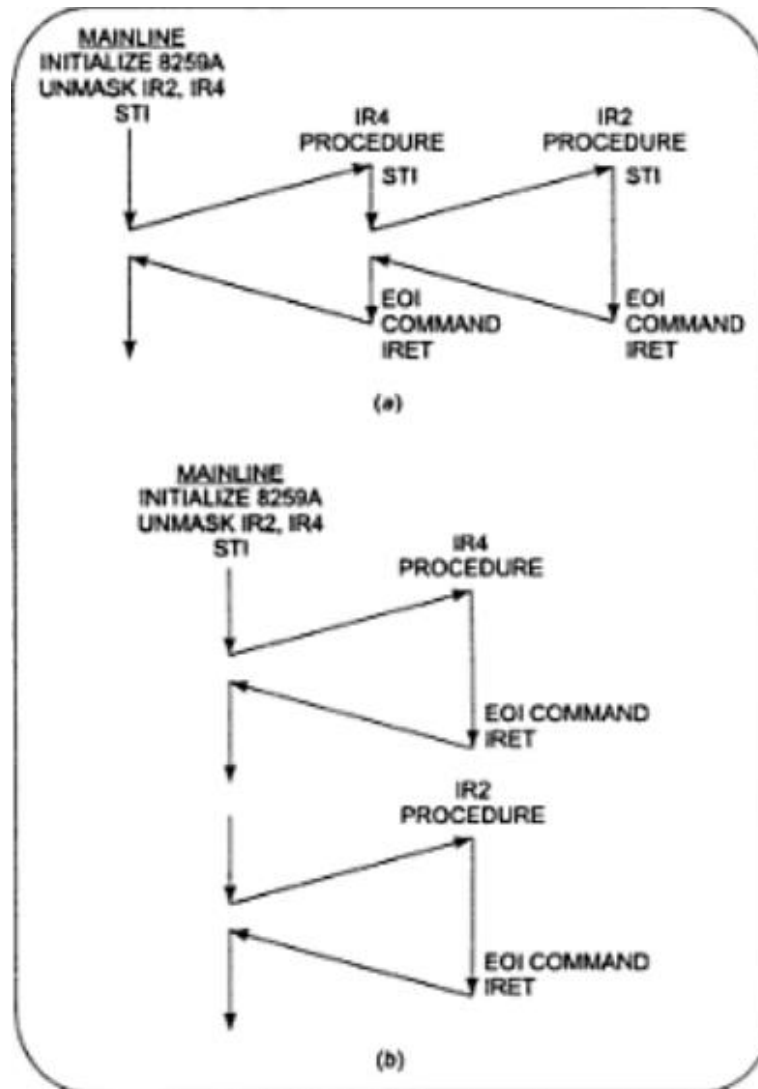 MAINLINE
INITIALIZE 8259A
UNMASK IR2, IR4
STI
IR4
PROCEDURE
STI
IR2
PROCEDURE
STI
EOI
COMMAND
IRET
EOI
COMMAND
IRET
(a)
MAINLINE
INITIALIZE 8259A
UNMASK IR2, IR4
STI
IR4
PROCEDURE
EOI COMMAND
IRET
IR2
PROCEDURE
EOI COMMAND
IRET
(b)